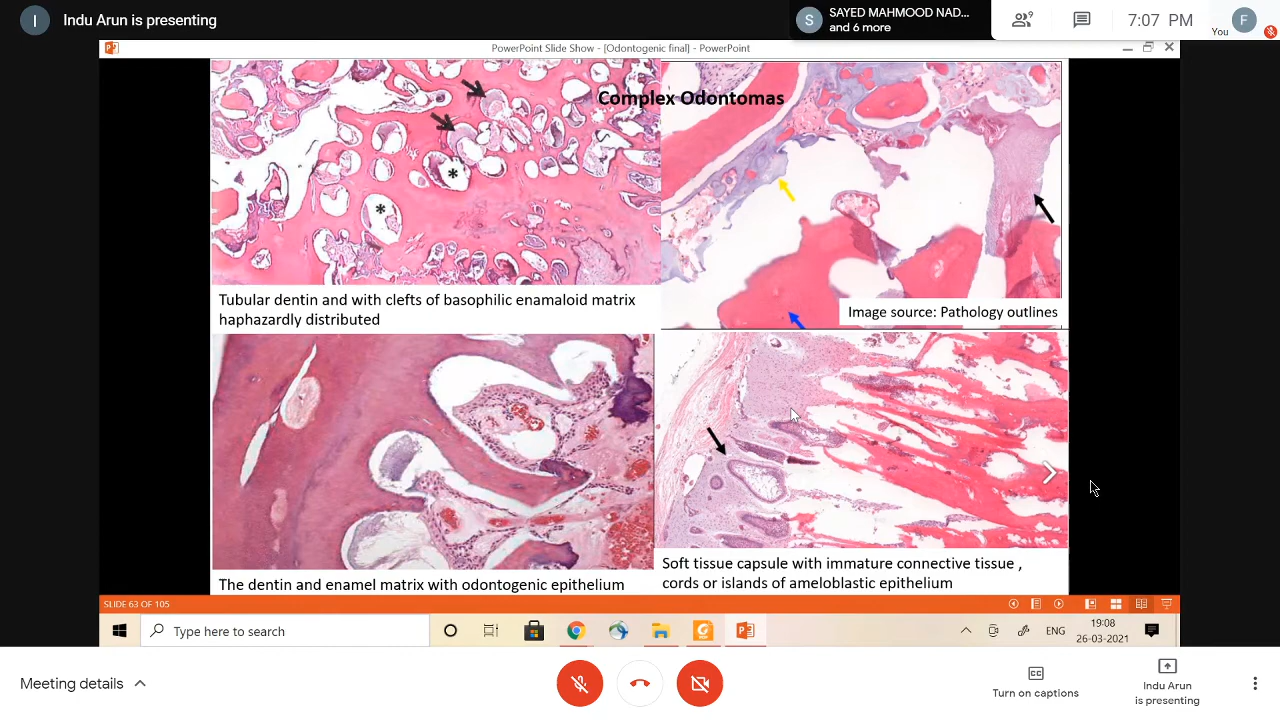 I
Indu Arun is presenting
S
SAYED MAHMOOD NAD...
and 6 more
9
7:07 PM
You
F
PowerPoint Slide Show - [Odontogenic final] - PowerPoint
Complex Odontomas
*
*
Tubular dentin and with clefts of basophilic enamaloid matrix
haphazardly distributed
Image source: Pathology outlines
The dentin and enamel matrix with odontogenic epithelium
Soft tissue capsule with immature connective tissue ,
cords or islands of ameloblastic epithelium
SLIDE 63 OF 105
Type here to search
ENG
19:08
26-03-2021
Meeting details
CC
Turn on captions
Indu Arun
is presenting